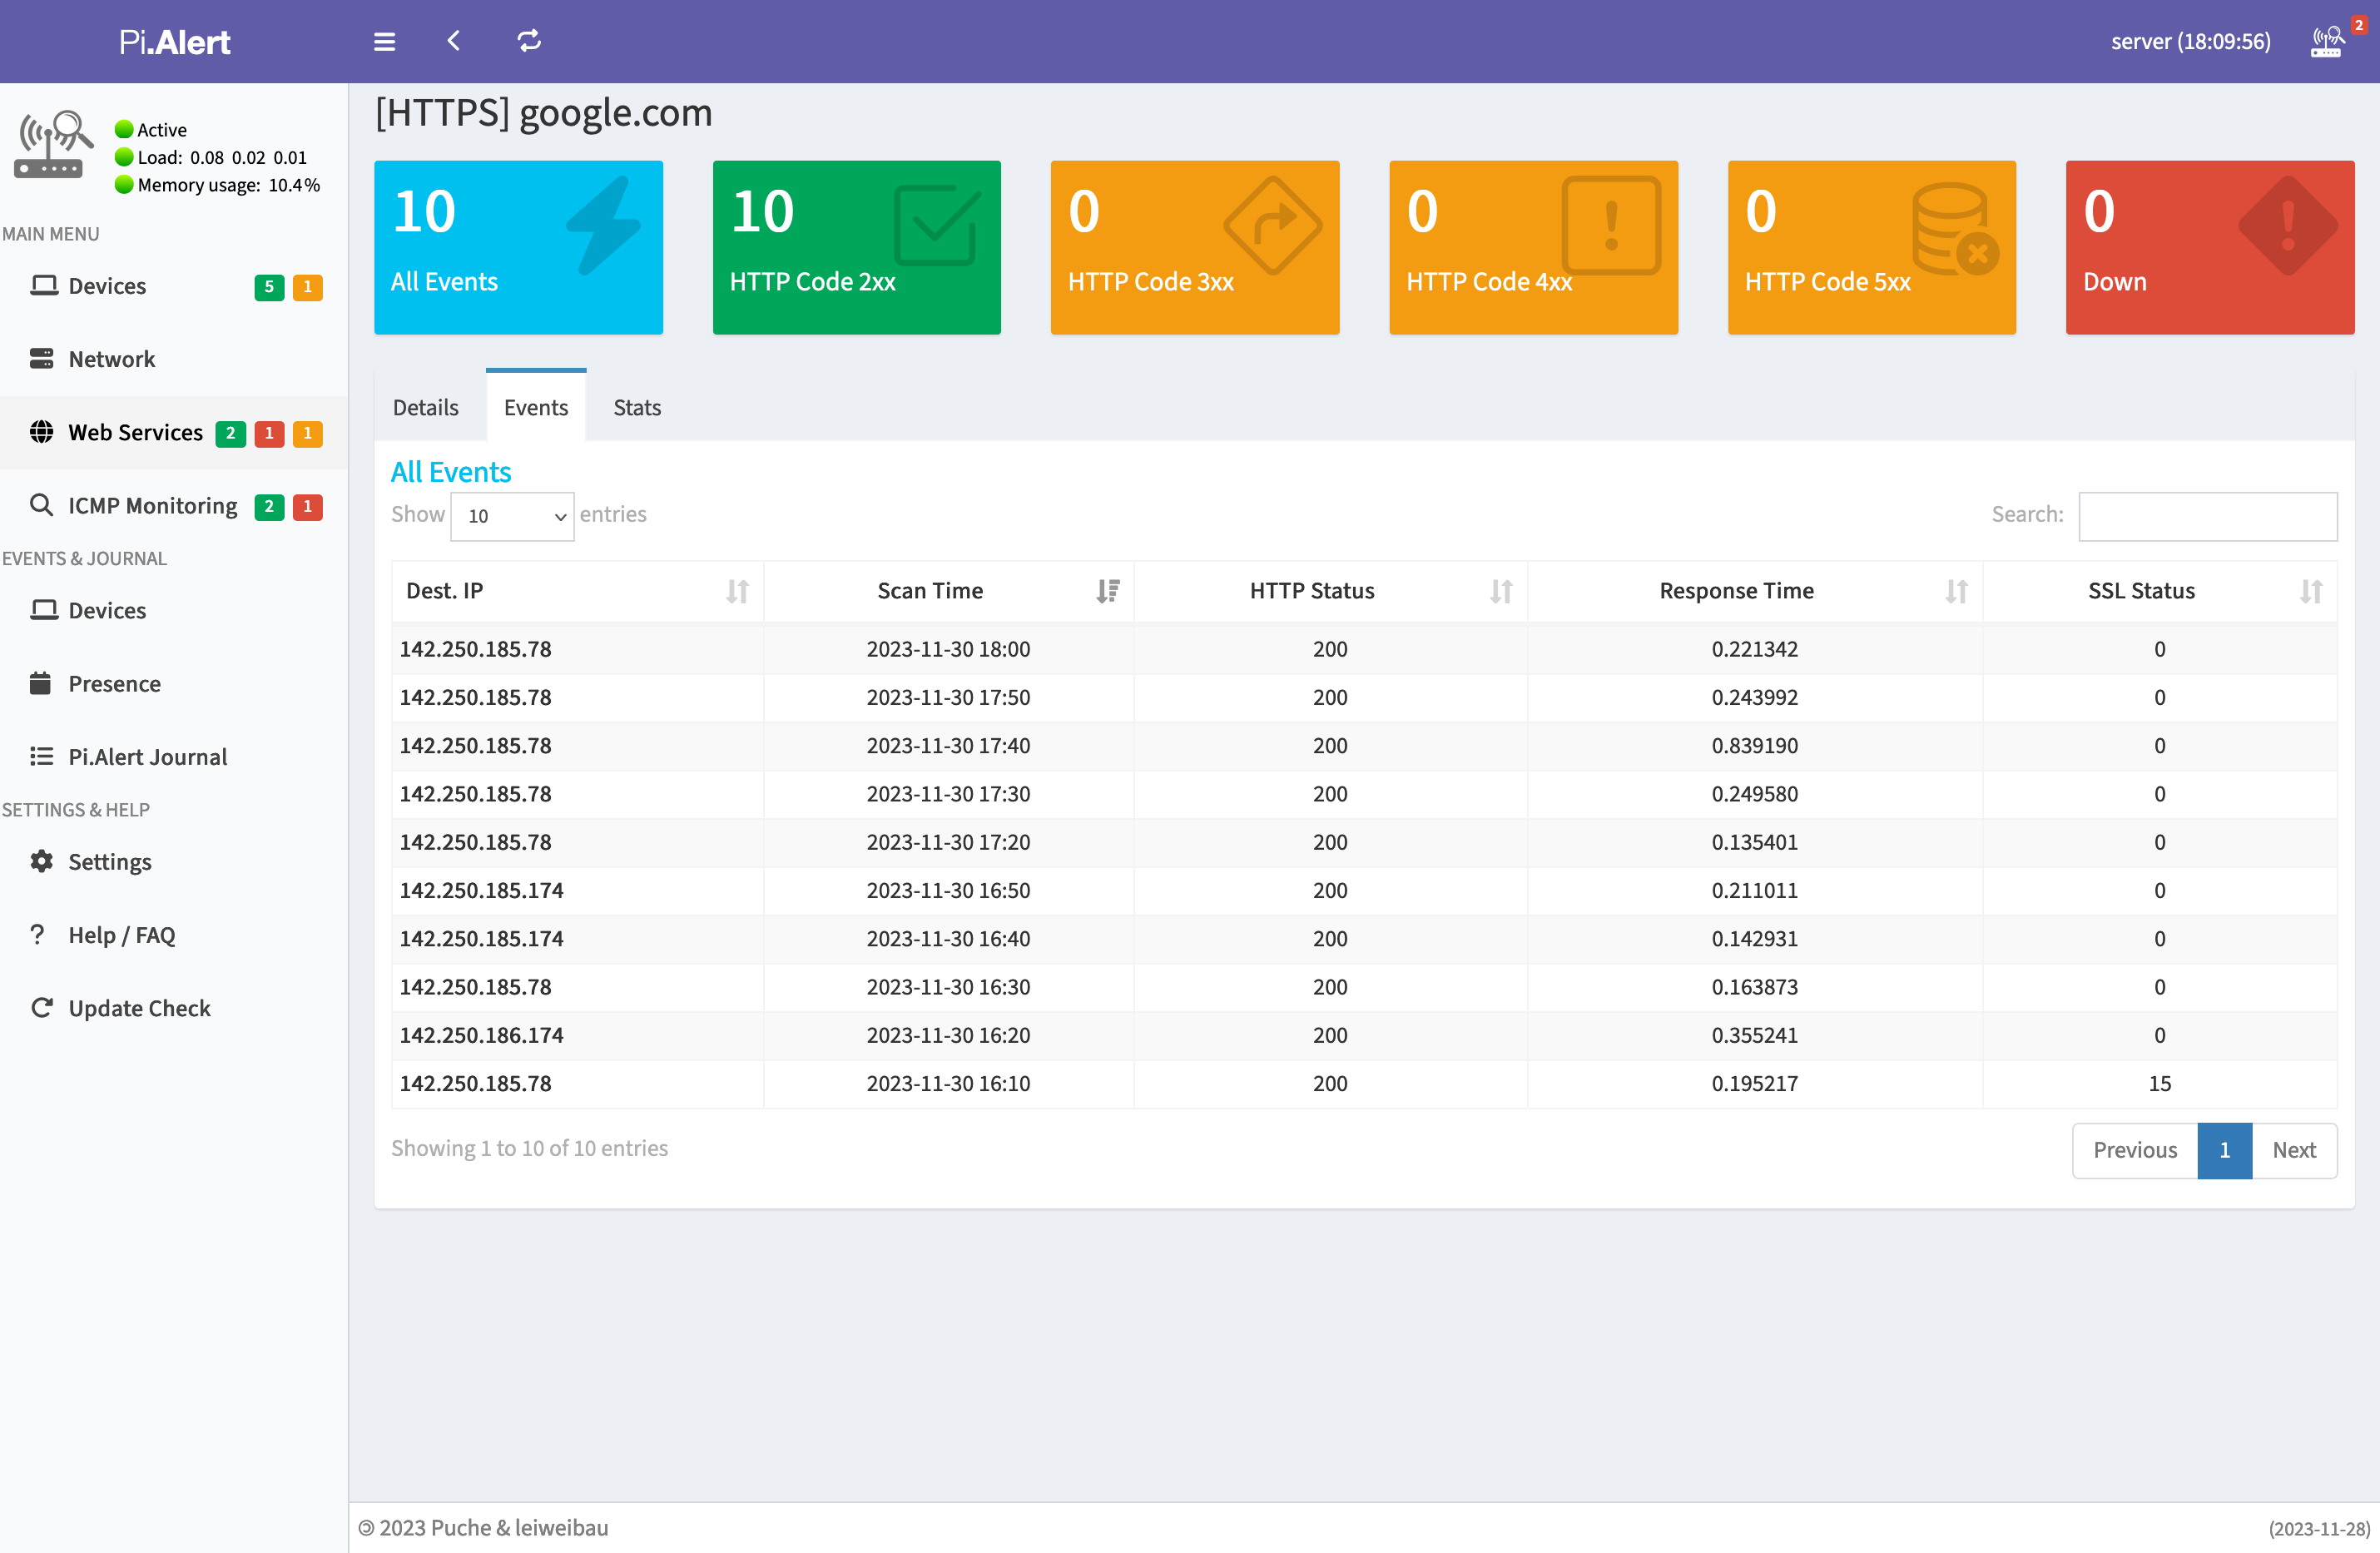 Pi.Alert
server (18:09:56)
2
Active
Load: 0.08 0.02 0.01
Memory usage: 10.4%
MAIN MENU
Devices 5 1
Network
Web Services 2 1 1
ICMP Monitoring 2 1
EVENTS & JOURNAL
Devices
Presence
Pi.Alert Journal
SETTINGS & HELP
Settings
Help / FAQ
Update Check
[HTTPS] google.com
10
All Events
10
HTTP Code 2xx
0
HTTP Code 3xx
0
HTTP Code 4xx
0
HTTP Code 5xx
0
Down
Details Events Stats
All Events
Show 10 entries
Search:
Dest. IP Scan Time HTTP Status Response Time SSL Status
142.250.185.78 2023-11-30 18:00 200 0.221342 0
142.250.185.78 2023-11-30 17:50 200 0.243992 0
142.250.185.78 2023-11-30 17:40 200 0.839190 0
142.250.185.78 2023-11-30 17:30 200 0.249580 0
142.250.185.78 2023-11-30 17:20 200 0.135401 0
142.250.185.174 2023-11-30 16:50 200 0.211011 0
142.250.185.174 2023-11-30 16:40 200 0.142931 0
142.250.185.78 2023-11-30 16:30 200 0.163873 0
142.250.186.174 2023-11-30 16:20 200 0.355241 0
142.250.185.78 2023-11-30 16:10 200 0.195217 15
Showing 1 to 10 of 10 entries
Previous 1 Next
🄯 2023 Puche & leiweibau
(2023-11-28)